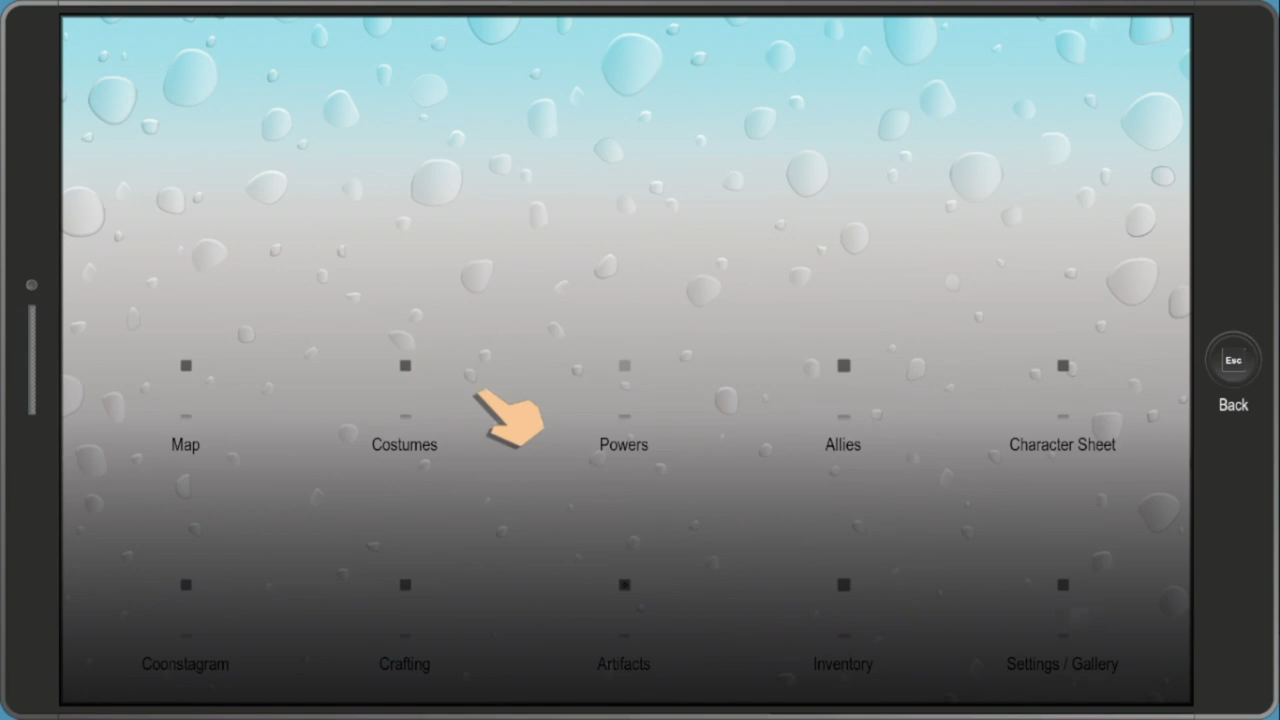 Esc
Back
Map
Costumes
Powers
Allies
Character Sheet
Coonstagram
Crafting
Artifacts
Inventory
Settings / Gallery